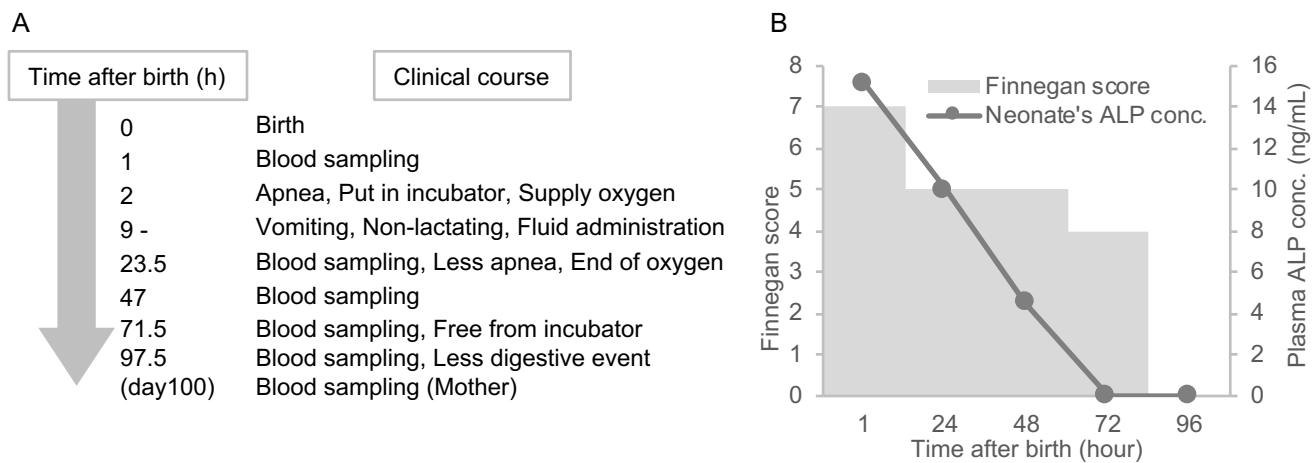 A
Time after birth (h)
Clinical course
0 Birth
1 Blood sampling
2 Apnea, Put in incubator, Supply oxygen
9 - Vomiting, Non-lactating, Fluid administration
23.5 Blood sampling, Less apnea, End of oxygen
47 Blood sampling
71.5 Blood sampling, Free from incubator
97.5 Blood sampling, Less digestive event
(day100) Blood sampling (Mother)
B
Finnegan score
Neonate's ALP conc.
Finnegan score
8
7
6
5
4
3
2
1
0
16
14
12
10
8
6
4
2
0
Plasma ALP conc. (ng/mL)
1 24 48 72 96
Time after birth (hour)